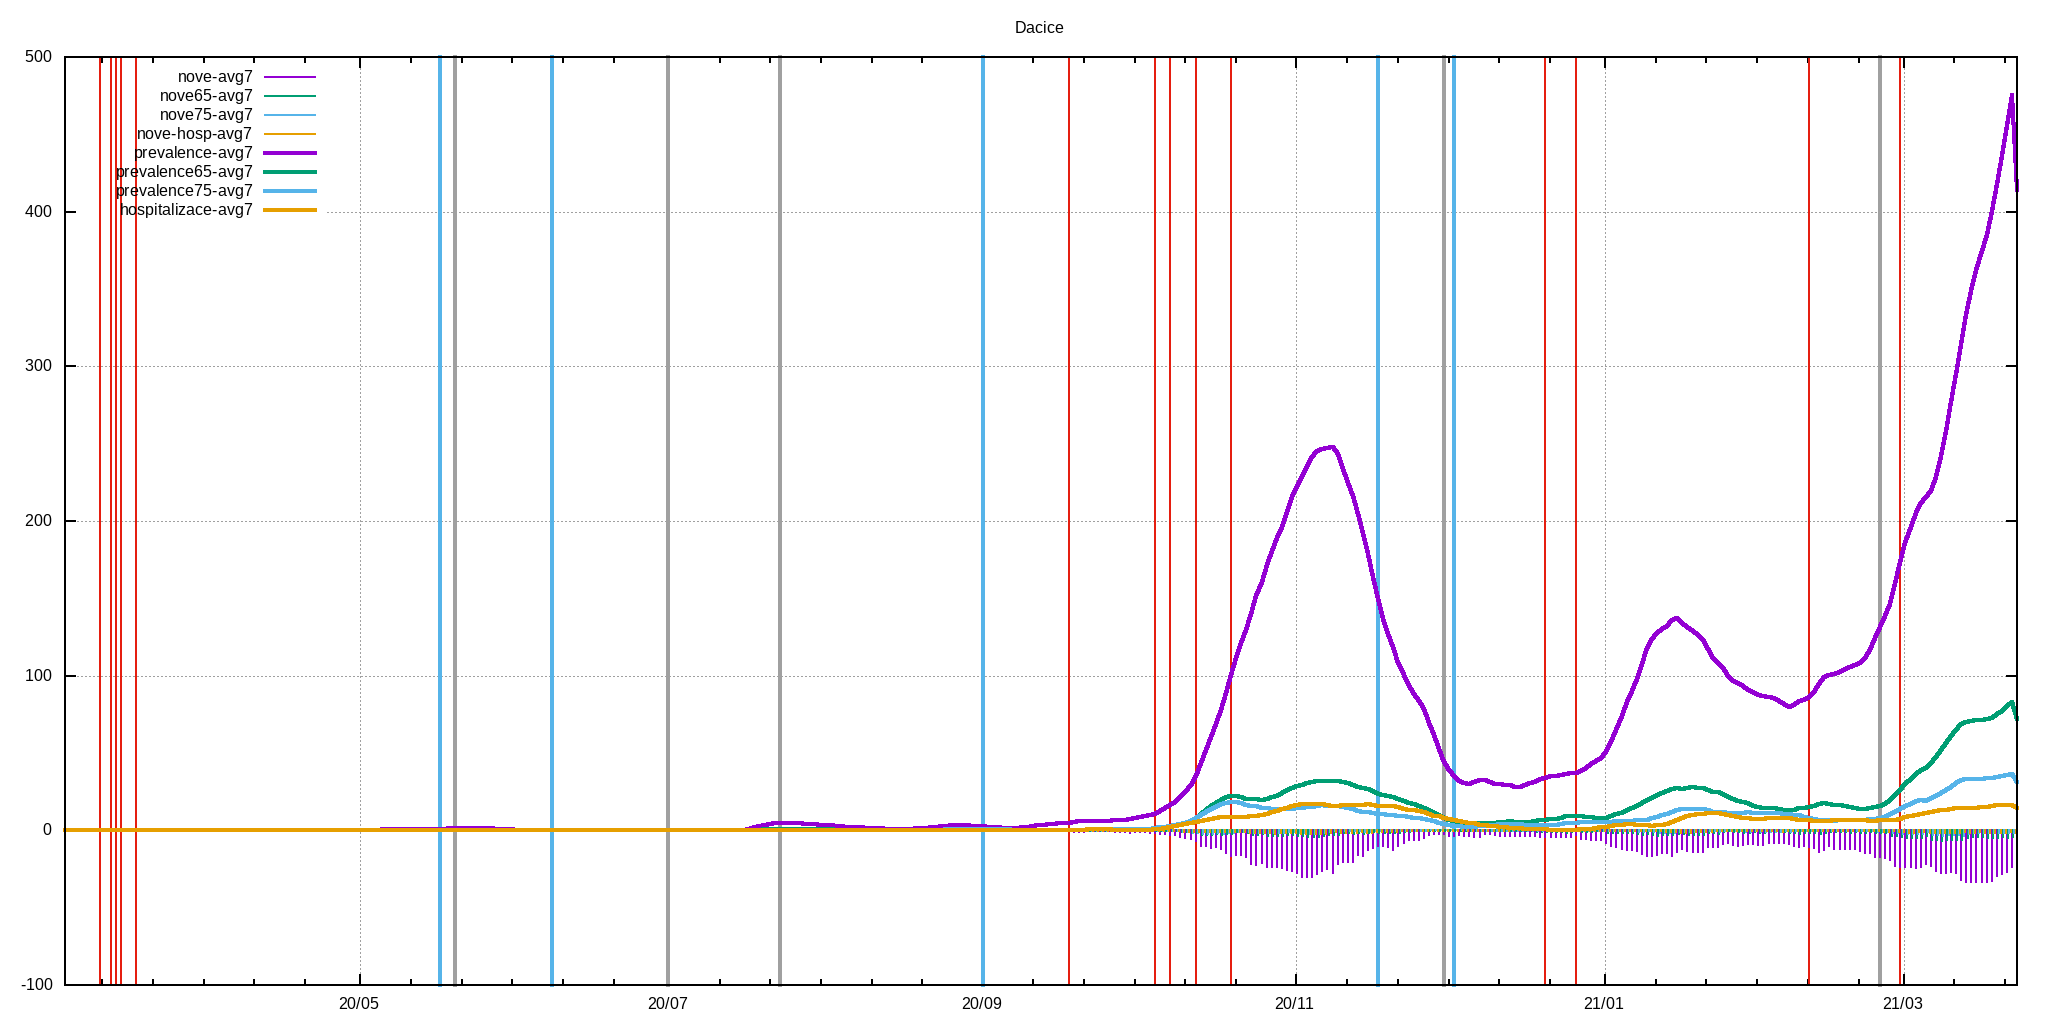 Dacice
500
400
300
200
100
0
-100
nove-avg7
nove65-avg7
nove75-avg7
nove-hosp-avg7
prevalence-avg7
prevalence65-avg7
prevalence75-avg7
hospitalizace-avg7
20/05 20/07 20/09 20/11 21/01 21/03